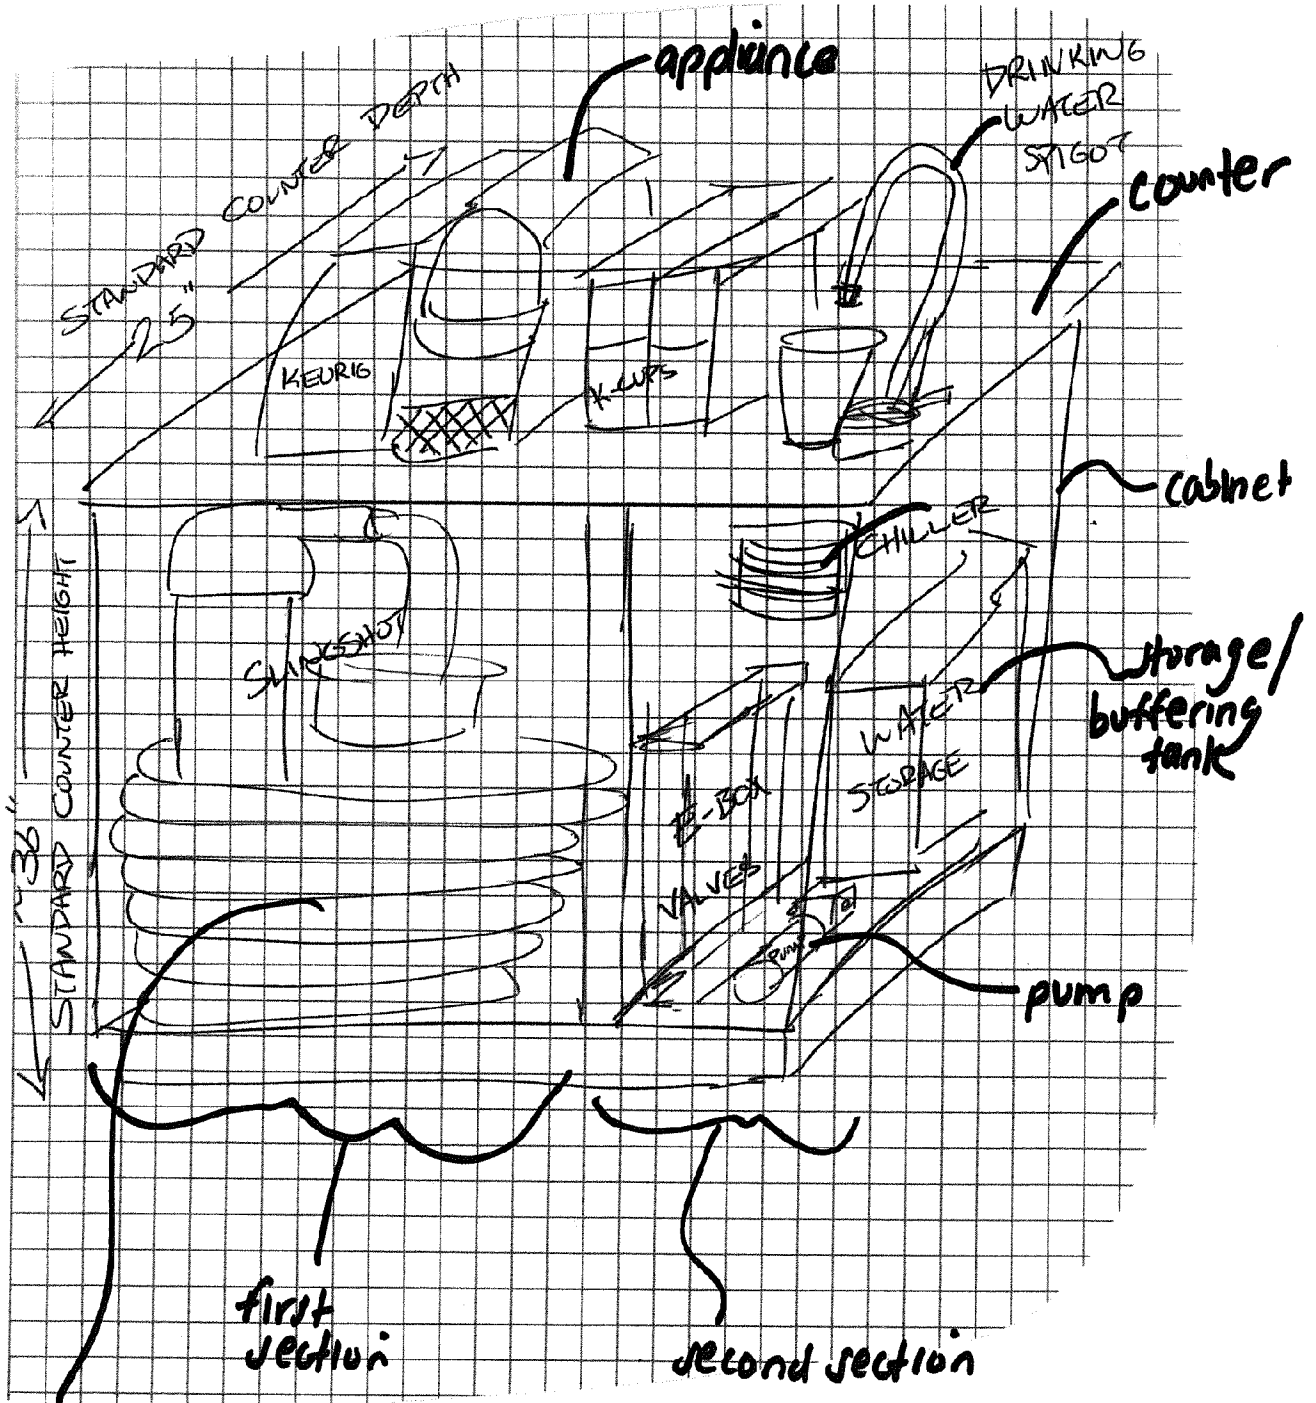 appliance
DRINKING
WATER
SPIGOT
counter
STANDARD COUNTER DEPTH
25"
KEURIG
K-CUPS
cabinet
CHILLER
SLINGSHOT
storage/
buffering
tank
WATER
STORAGE
E-BOX
VALVES
~36"
STANDARD COUNTER HEIGHT
PUMP
pump
first
section
second section